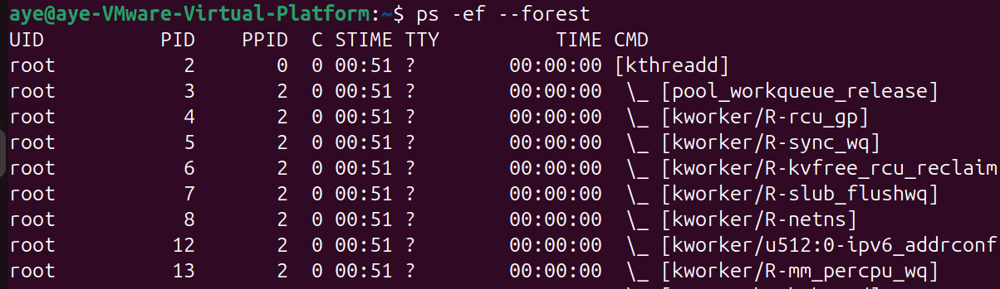 aye@aye-VMware-Virtual-Platform:~$ ps -ef --forest
UID          PID    PPID  C STIME TTY          TIME CMD
root           2       0  0 00:51 ?        00:00:00 [kthreadd]
root           3       2  0 00:51 ?        00:00:00  \_ [pool_workqueue_release]
root           4       2  0 00:51 ?        00:00:00  \_ [kworker/R-rcu_gp]
root           5       2  0 00:51 ?        00:00:00  \_ [kworker/R-sync_wq]
root           6       2  0 00:51 ?        00:00:00  \_ [kworker/R-kvfree_rcu_reclaim
root           7       2  0 00:51 ?        00:00:00  \_ [kworker/R-slub_flushwq]
root           8       2  0 00:51 ?        00:00:00  \_ [kworker/R-netns]
root          12       2  0 00:51 ?        00:00:00  \_ [kworker/u512:0-ipv6_addrconf
root          13       2  0 00:51 ?        00:00:00  \_ [kworker/R-mm_percpu_wq]